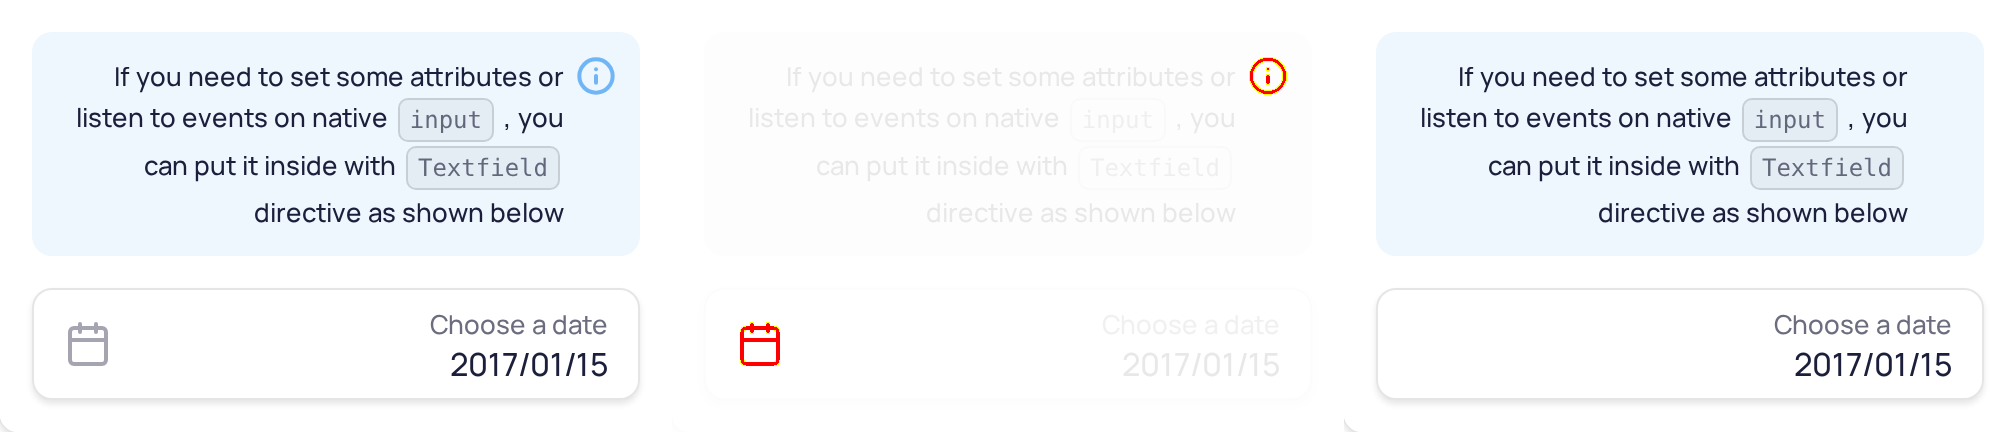 If you need to set some attributes or
listen to events on native input , you
can put it inside with Textfield
directive as shown below
Choose a date
2017/01/15
If you need to set some attributes or
listen to events on native input , you
can put it inside with Textfield
directive as shown below
Choose a date
2017/01/15
If you need to set some attributes or
listen to events on native input , you
can put it inside with Textfield
directive as shown below
Choose a date
2017/01/15